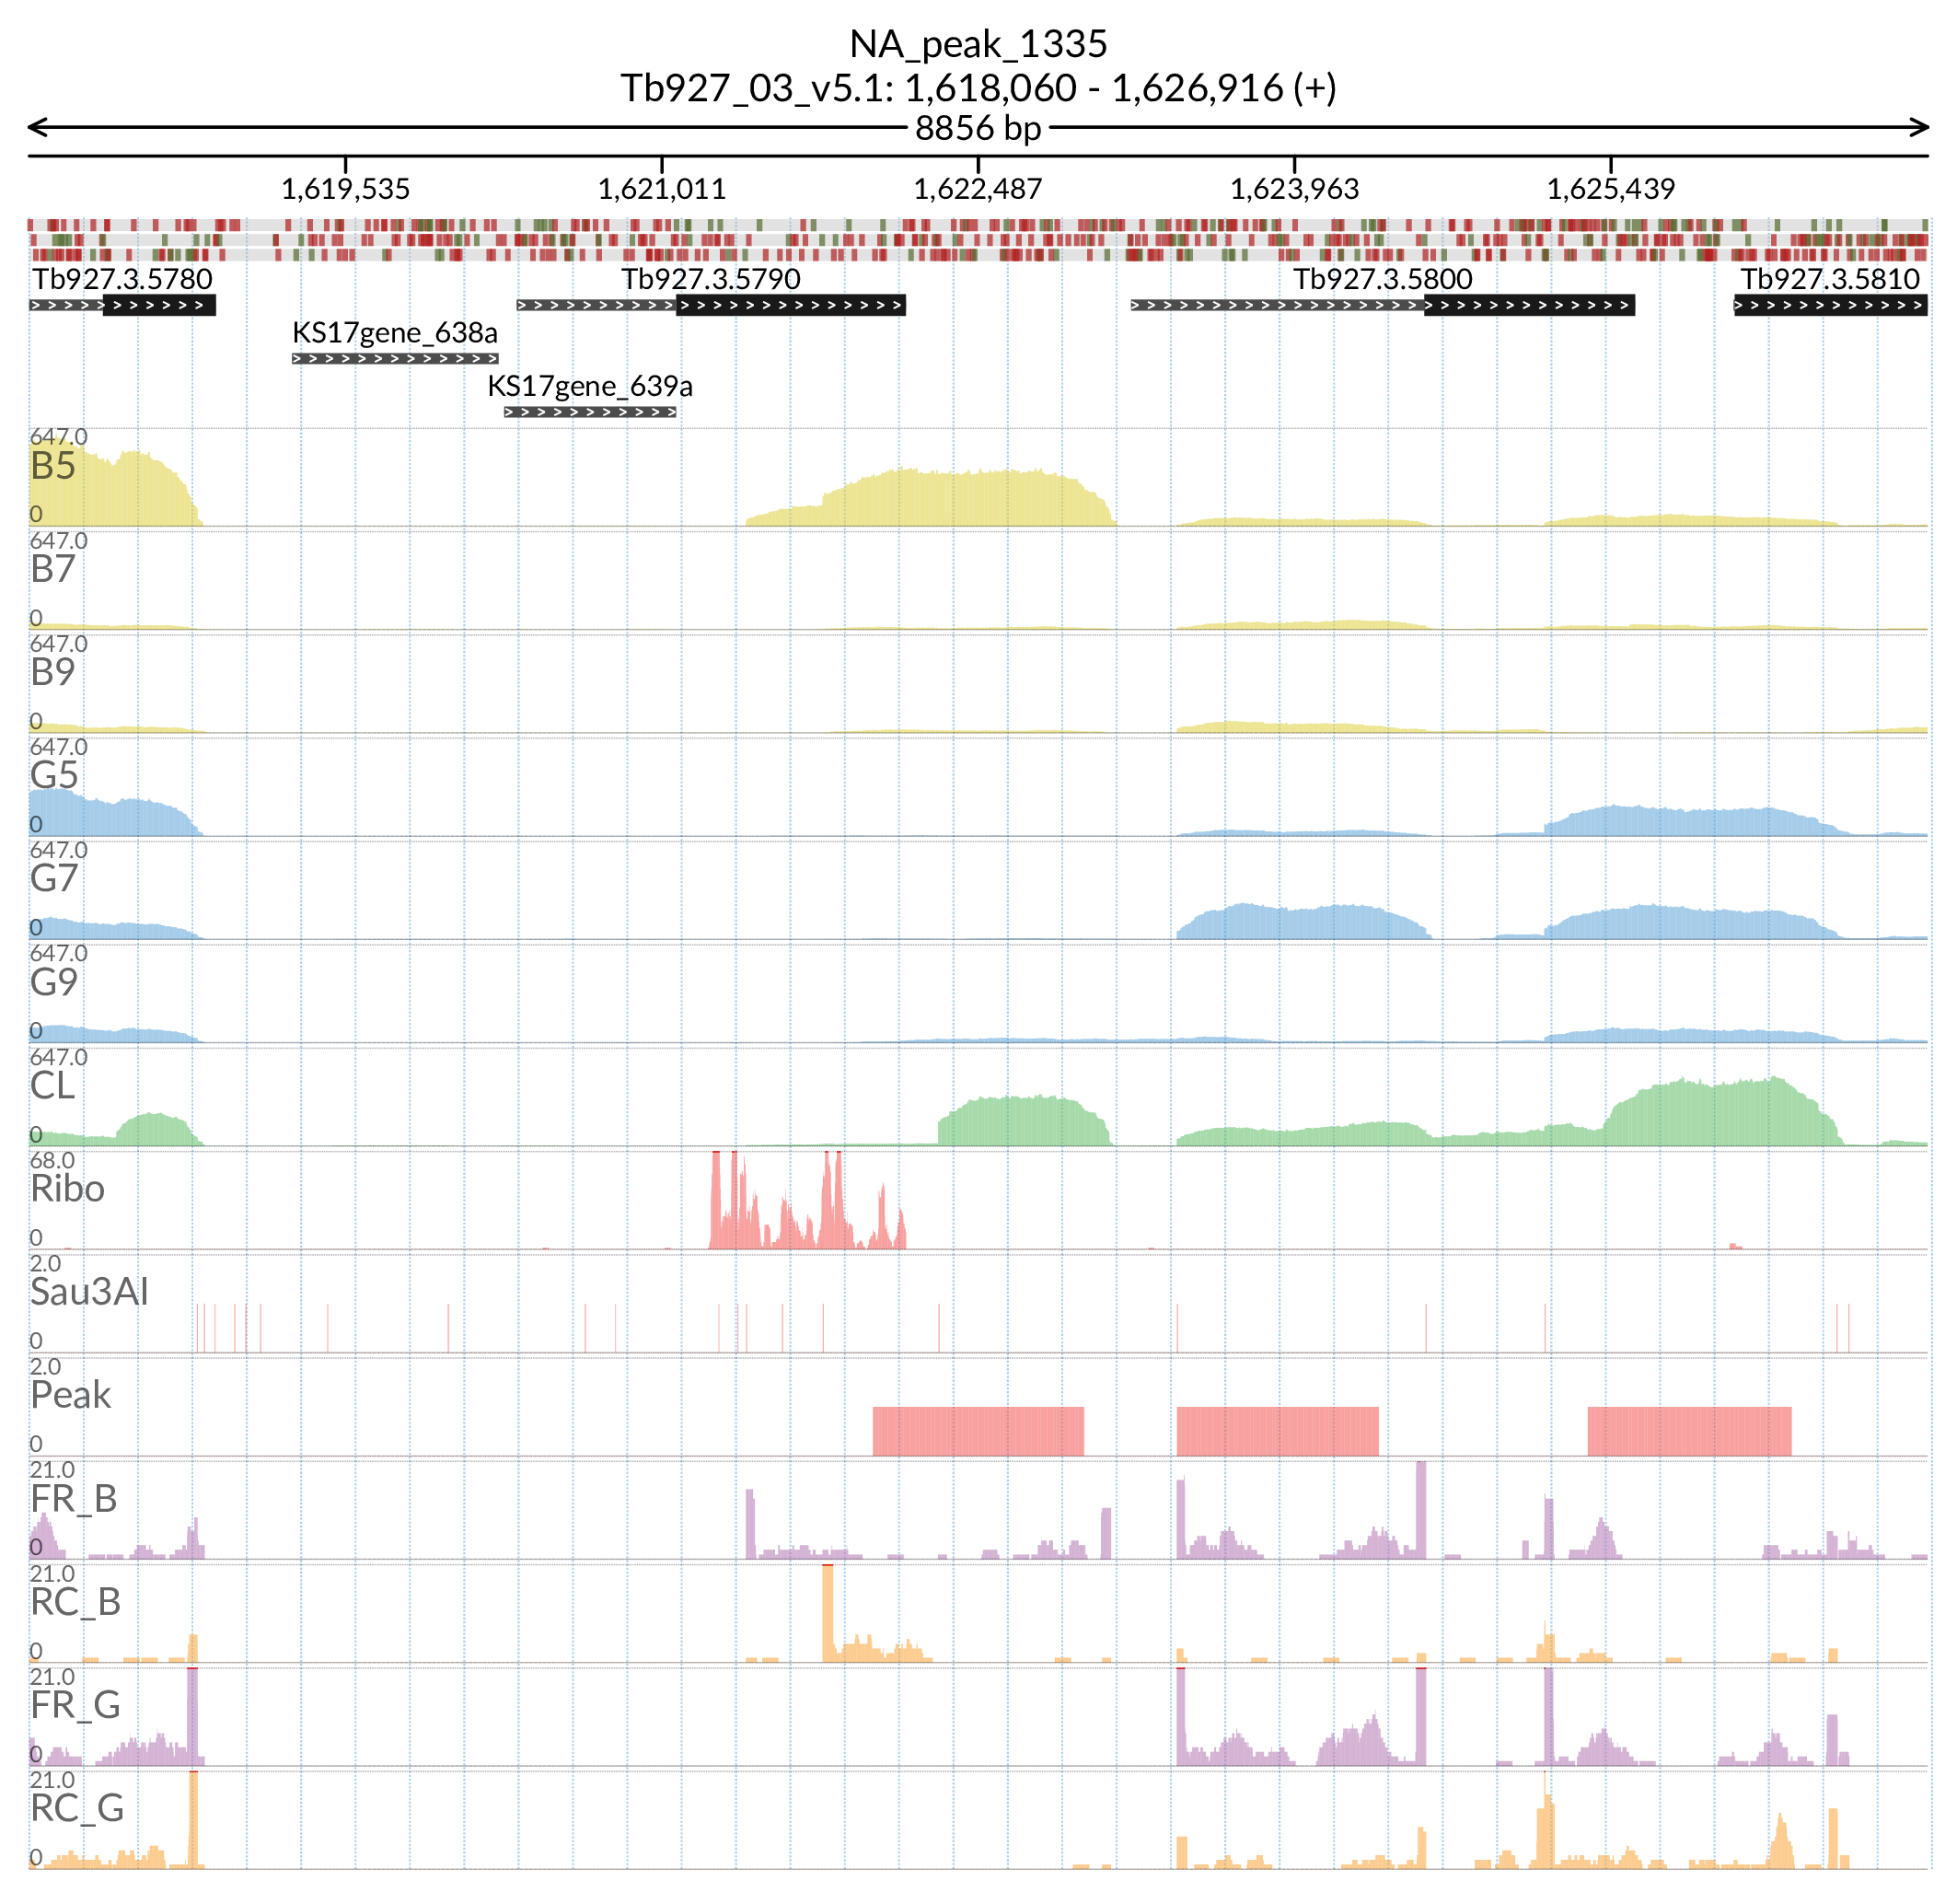 NA_peak_1335
Tb927_03_v5.1: 1,618,060 - 1,626,916 (+)
8856 bp
1,619,535 1,621,011 1,622,487 1,623,963 1,625,439
Tb927.3.5780 Tb927.3.5790 Tb927.3.5800 Tb927.3.5810
KS17gene_638a
KS17gene_639a
647.0
B5
0
647.0
B7
0
647.0
B9
0
647.0
G5
0
647.0
G7
0
647.0
G9
0
647.0
CL
0
68.0
Ribo
0
2.0
Sau3AI
0
2.0
Peak
0
21.0
FR_B
0
21.0
RC_B
0
21.0
FR_G
0
21.0
RC_G
0